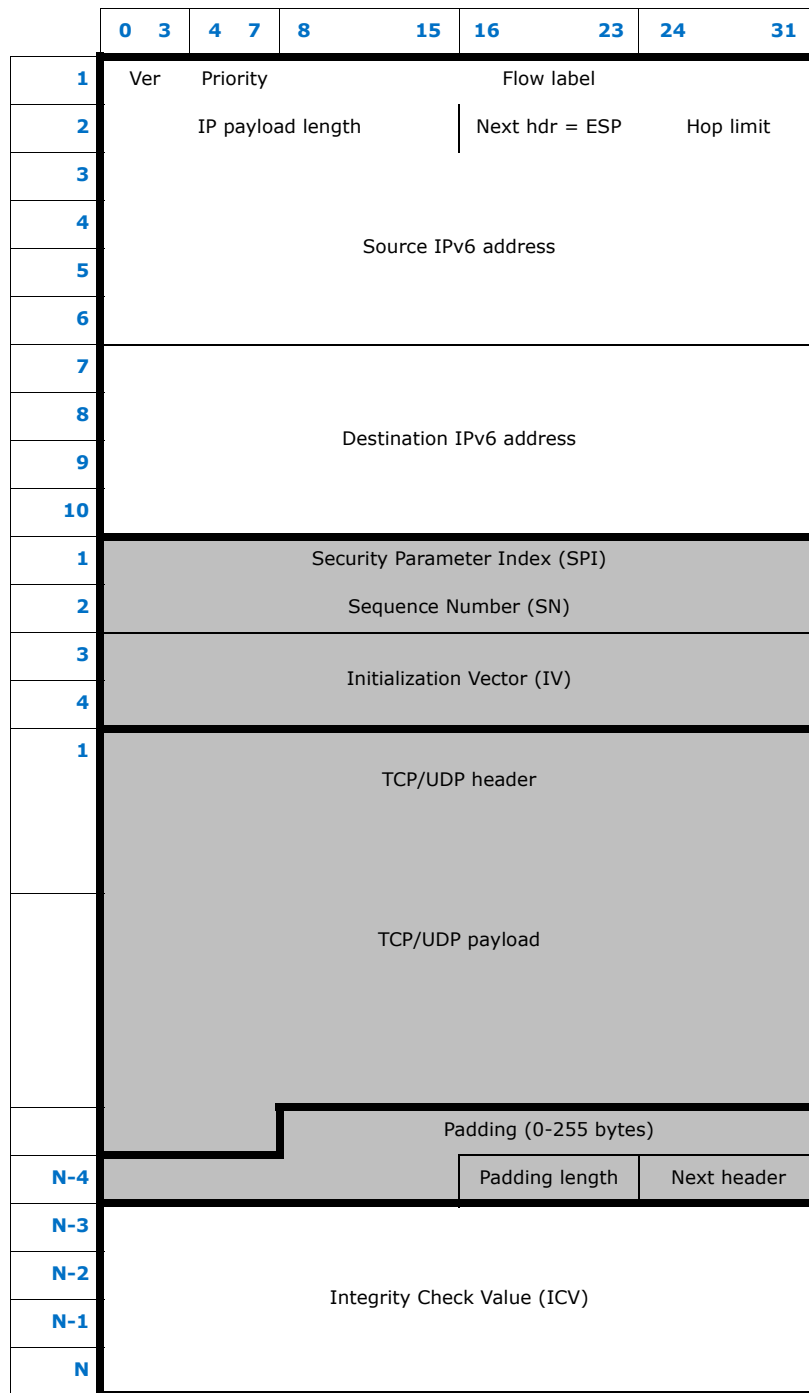 0 3 4 7 8 15 16 23 24 31
1 Ver Priority Flow label
2 IP payload length Next hdr = ESP Hop limit
3
4
Source IPv6 address
5
6
7
8
Destination IPv6 address
9
10
1 Security Parameter Index (SPI)
2 Sequence Number (SN)
3
Initialization Vector (IV)
4
1
TCP/UDP header
TCP/UDP payload
Padding (0-255 bytes)
N-4 Padding length Next header
N-3
N-2
Integrity Check Value (ICV)
N-1
N